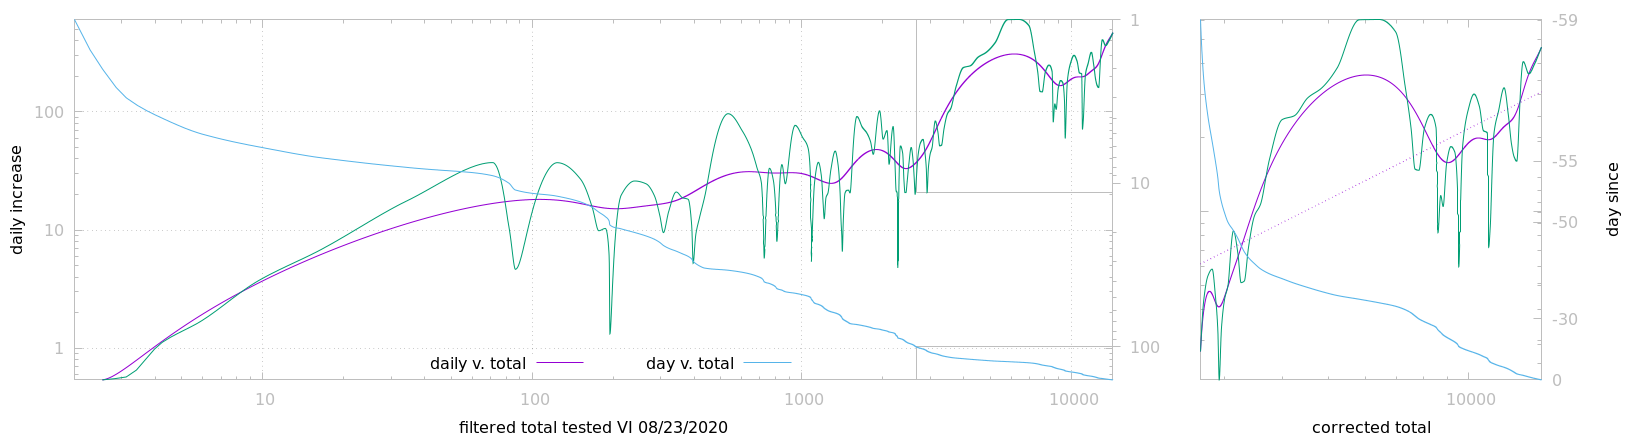 daily increase
100
10
1
10
100
1000
10000
daily v. total
day v. total
filtered total tested VI 08/23/2020
1
10
100
10000
corrected total
-59
-55
-50
-30
0
day since